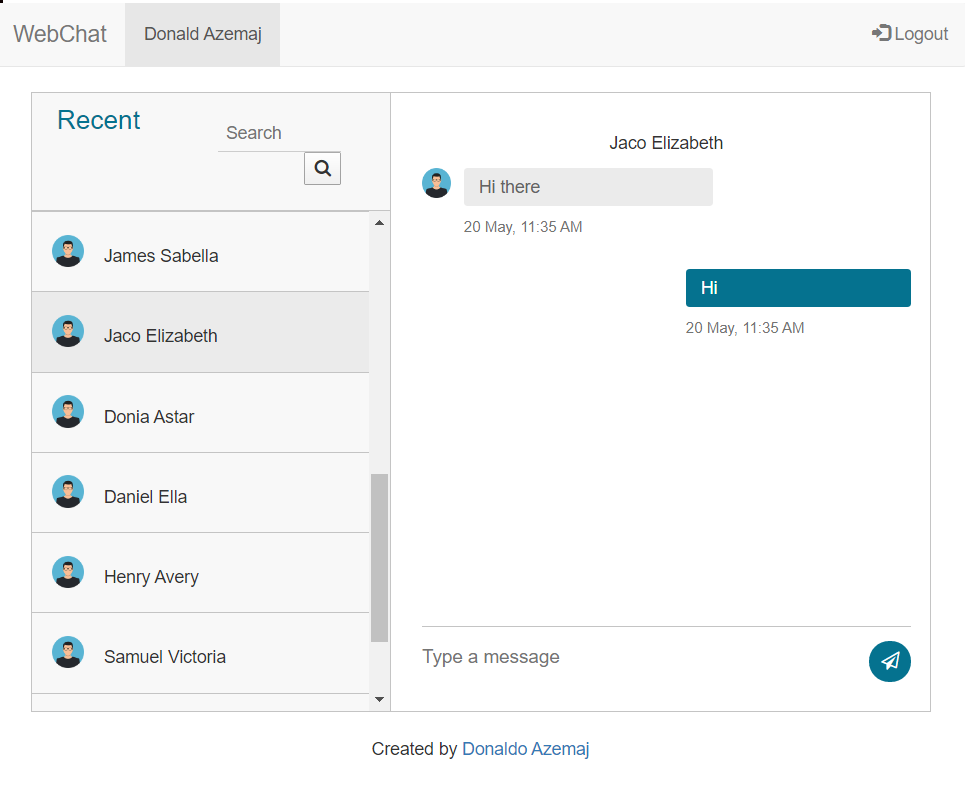 WebChat Donald Azemaj Logout
Recent
Search
James Sabella
Jaco Elizabeth
Donia Astar
Daniel Ella
Henry Avery
Samuel Victoria
Jaco Elizabeth
Hi there
20 May, 11:35 AM
Hi
20 May, 11:35 AM
Type a message
Created by Donaldo Azemaj